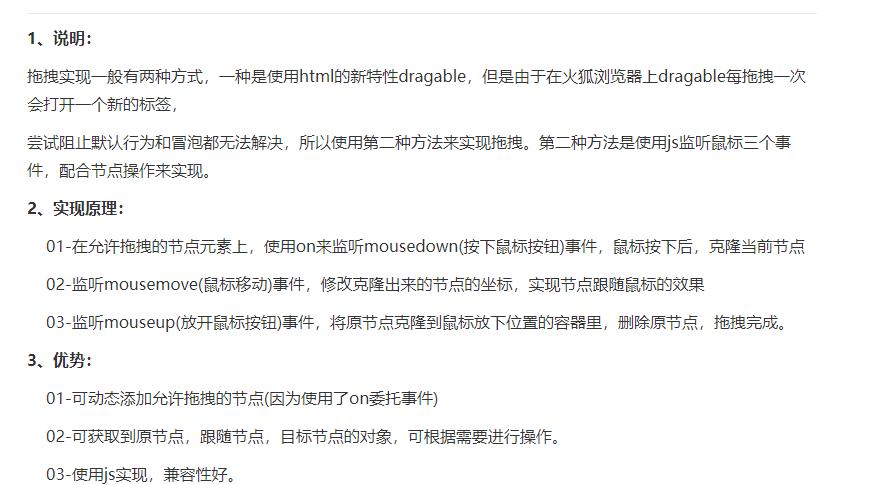 1、说明：
拖拽实现一般有两种方式，一种是使用html的新特性dragable，但是由于在火狐浏览器上dragable每拖拽一次
会打开一个新的标签，
尝试阻止默认行为和冒泡都无法解决，所以使用第二种方法来实现拖拽。第二种方法是使用js监听鼠标三个事
件，配合节点操作来实现。
2、实现原理：
01-在允许拖拽的节点元素上，使用on来监听mousedown(按下鼠标按钮)事件，鼠标按下后，克隆当前节点
02-监听mousemove(鼠标移动)事件，修改克隆出来的节点的坐标，实现节点跟随鼠标的效果
03-监听mouseup(放开鼠标按钮)事件，将原节点克隆到鼠标放下位置的容器里，删除原节点，拖拽完成。
3、优势：
01-可动态添加允许拖拽的节点(因为使用了on委托事件)
02-可获取到原节点，跟随节点，目标节点的对象，可根据需要进行操作。
03-使用js实现，兼容性好。